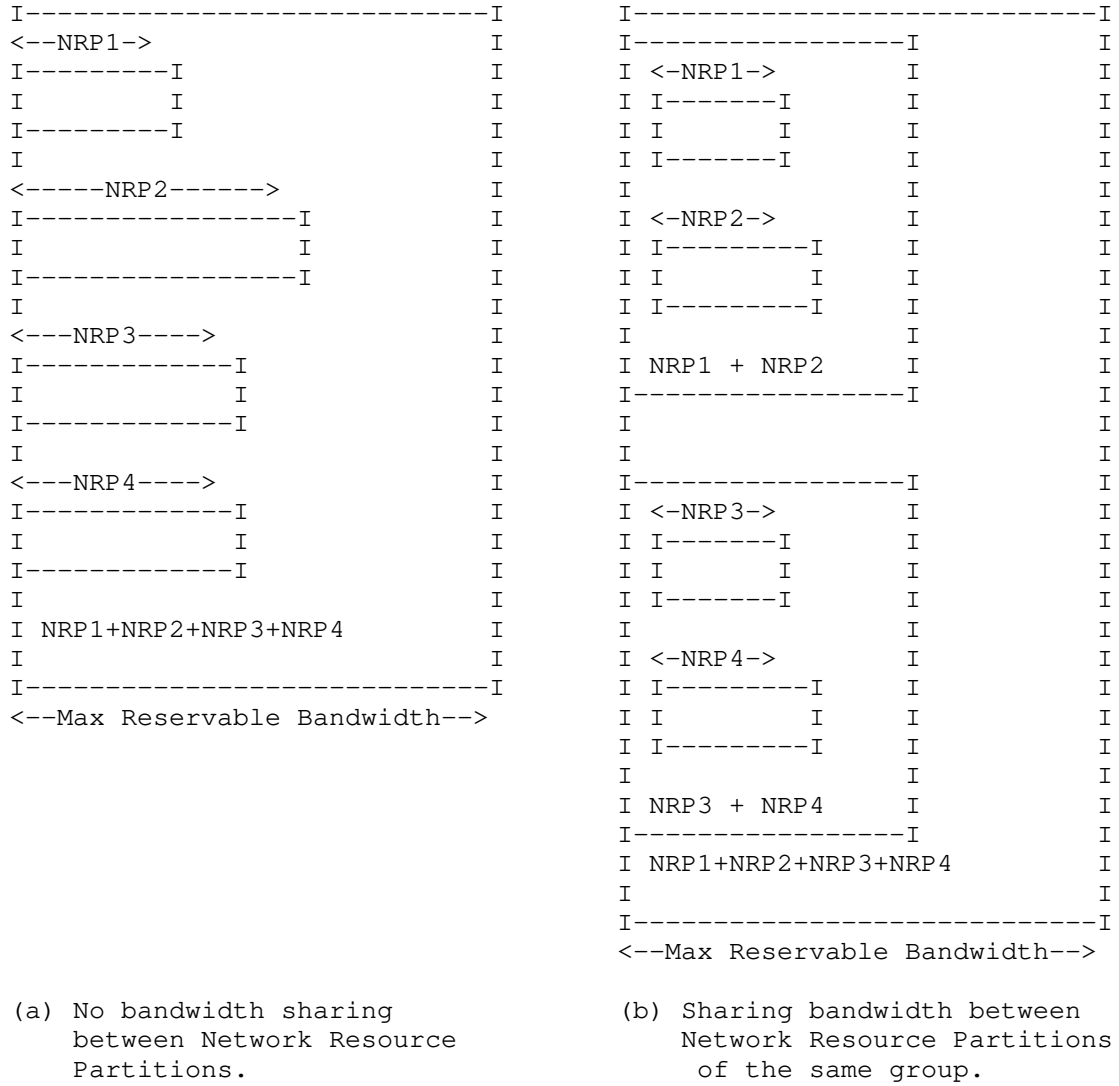 I-----------------------------I       I-----------------------------I
<--NRP1->                     I       I-----------------I           I
I---------I                   I       I <-NRP1->        I           I
I         I                   I       I I-------I       I           I
I---------I                   I       I I       I       I           I
I                             I       I I-------I       I           I
<-----NRP2------>             I       I                 I           I
I-----------------I           I       I <-NRP2->        I           I
I                 I           I       I I---------I     I           I
I-----------------I           I       I I         I     I           I
I                             I       I I---------I     I           I
<---NRP3---->                 I       I                 I           I
I-------------I               I       I NRP1 + NRP2     I           I
I             I               I       I-----------------I           I
I-------------I               I       I                             I
I                             I       I                             I
<---NRP4---->                 I       I-----------------I           I
I-------------I               I       I <-NRP3->        I           I
I             I               I       I I-------I       I           I
I-------------I               I       I I       I       I           I
I                             I       I I-------I       I           I
I NRP1+NRP2+NRP3+NRP4         I       I                 I           I
I                             I       I <-NRP4->        I           I
I-----------------------------I       I I---------I     I           I
<--Max Reservable Bandwidth-->        I I         I     I           I
                                      I I---------I     I           I
                                      I                 I           I
                                      I NRP3 + NRP4     I           I
                                      I-----------------I           I
                                      I NRP1+NRP2+NRP3+NRP4         I
                                      I                             I
                                      I-----------------------------I
                                      <--Max Reservable Bandwidth-->
(a) No bandwidth sharing              (b) Sharing bandwidth between
    between Network Resource              Network Resource Partitions
    Partitions.                            of the same group.